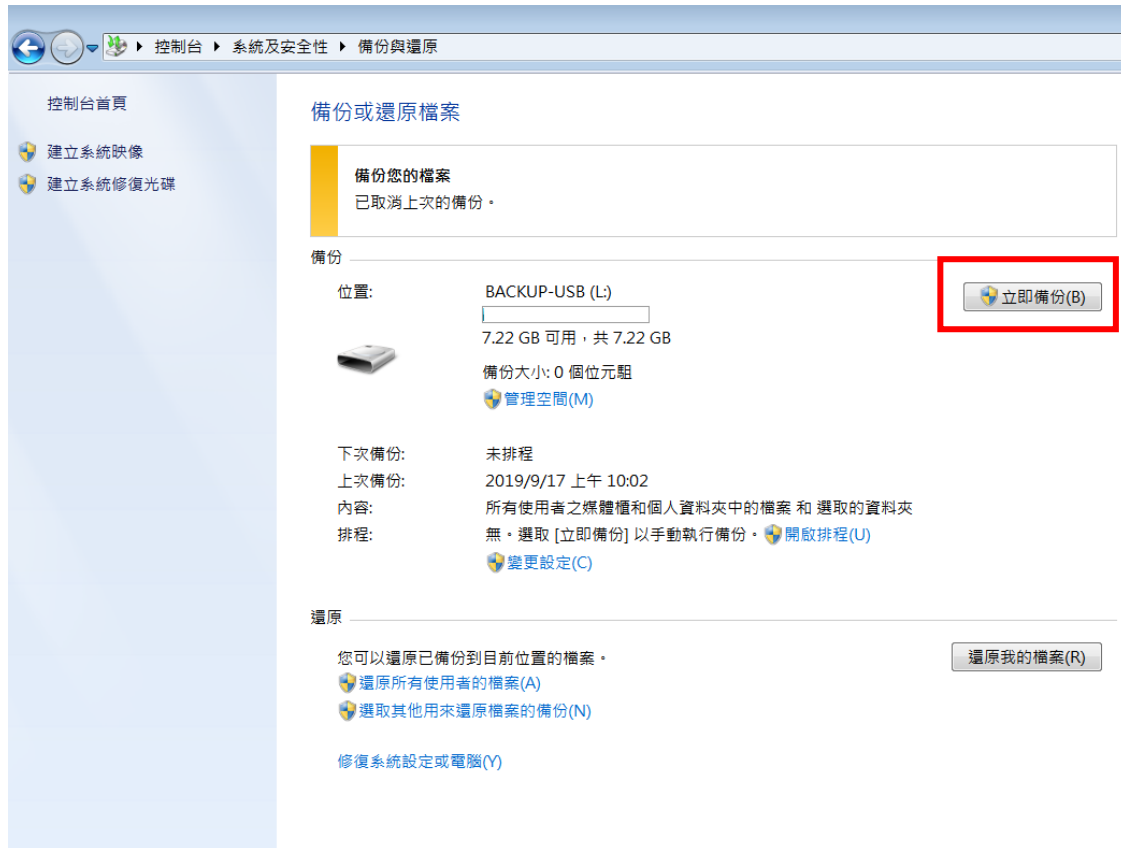 控制台 ▸ 系統及安全性 ▸ 備份與還原
控制台首頁
建立系統映像
建立系統修復光碟
備份或還原檔案
備份您的檔案
已取消上次的備份。
備份
位置: BACKUP-USB (L:)
立即備份(B)
7.22 GB 可用，共 7.22 GB
備份大小: 0 個位元組
管理空間(M)
下次備份: 未排程
上次備份: 2019/9/17 上午 10:02
內容: 所有使用者之媒體櫃和個人資料夾中的檔案 和 選取的資料夾
排程: 無。選取 [立即備份] 以手動執行備份。 開啟排程(U)
變更設定(C)
還原
您可以還原已備份到目前位置的檔案。
還原我的檔案(R)
還原所有使用者的檔案(A)
選取其他用來還原檔案的備份(N)
修復系統設定或電腦(Y)